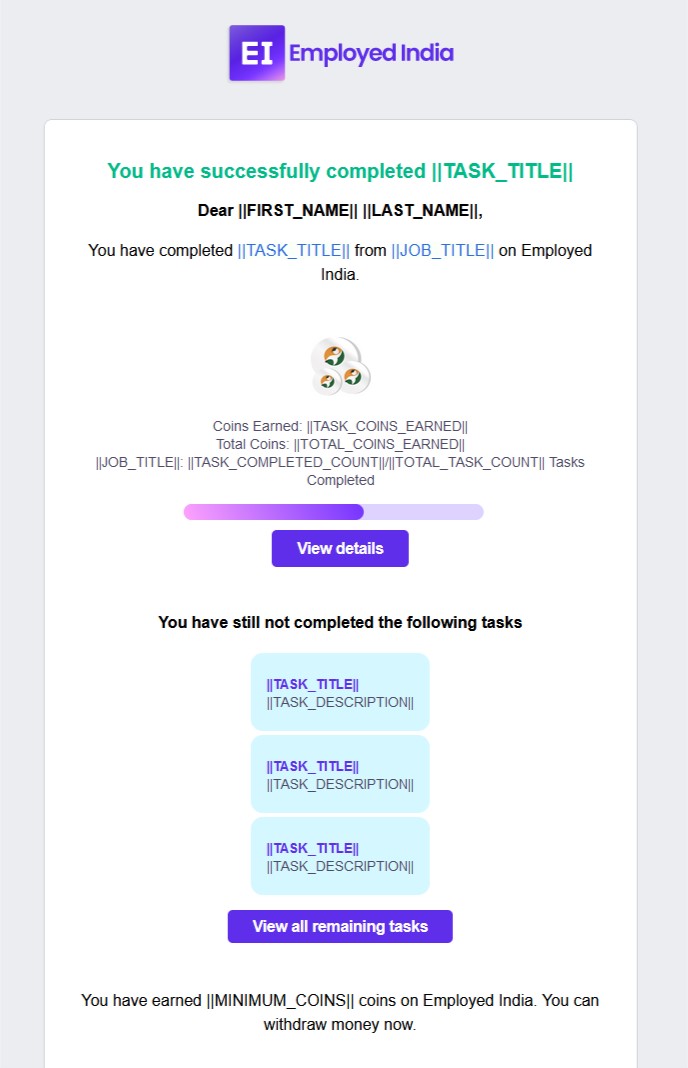 EI Employed India
You have successfully completed ||TASK_TITLE||
Dear ||FIRST_NAME|| ||LAST_NAME||,
You have completed ||TASK_TITLE|| from ||JOB_TITLE|| on Employed
India.
Coins Earned: ||TASK_COINS_EARNED||
Total Coins: ||TOTAL_COINS_EARNED||
||JOB_TITLE||: ||TASK_COMPLETED_COUNT||/||TOTAL_TASK_COUNT|| Tasks
Completed
View details
You have still not completed the following tasks
||TASK_TITLE||
||TASK_DESCRIPTION||
||TASK_TITLE||
||TASK_DESCRIPTION||
||TASK_TITLE||
||TASK_DESCRIPTION||
View all remaining tasks
You have earned ||MINIMUM_COINS|| coins on Employed India. You can
withdraw money now.